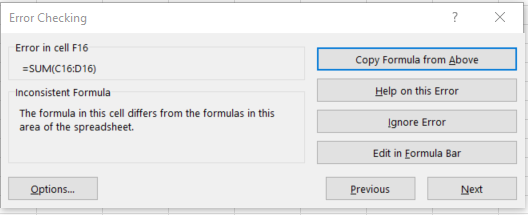 Error Checking
?
Error in cell F16
=SUM(C16:D16)
Copy Formula from Above
Inconsistent Formula
Help on this Error
The formula in this cell differs from the formulas in this
area of the spreadsheet.
Ignore Error
Edit in Formula Bar
Options...
Previous
Next